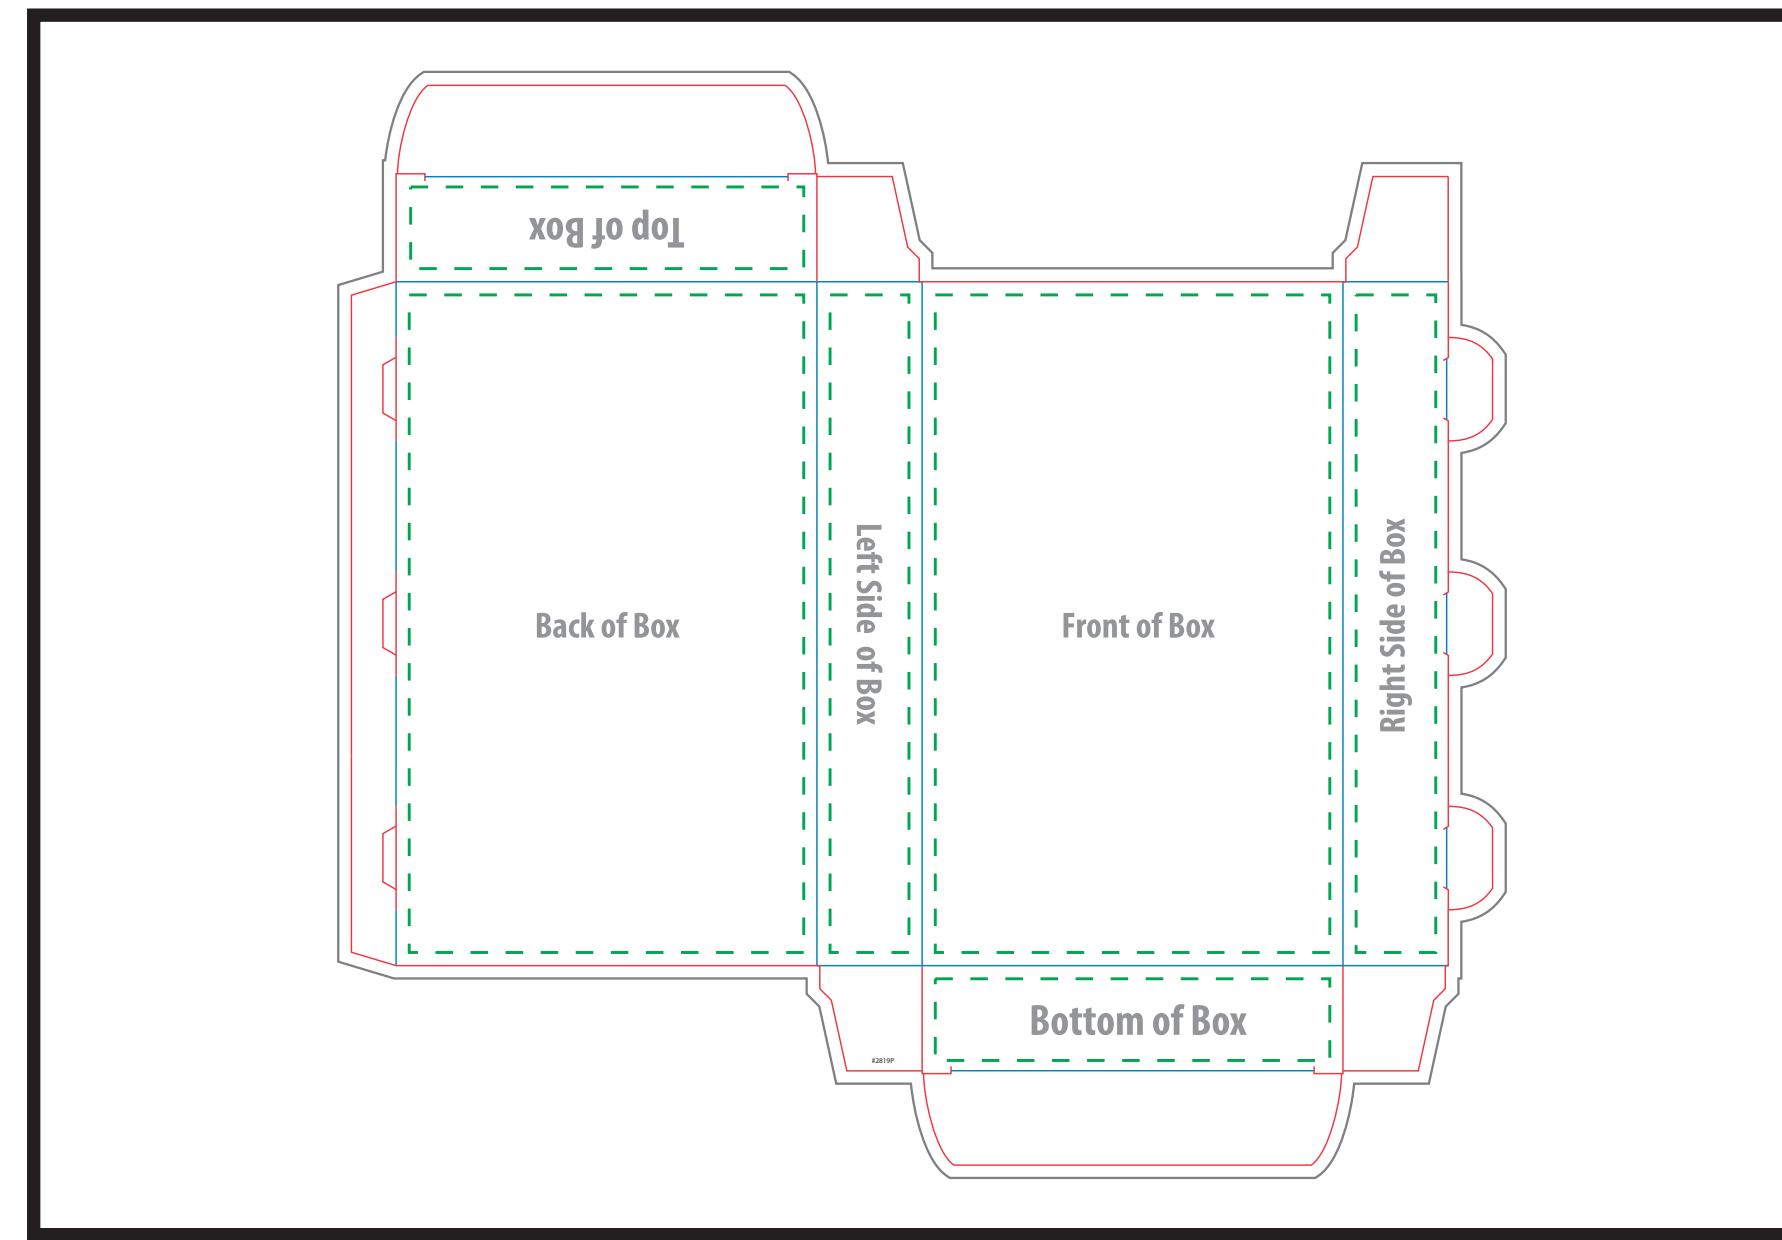 Top of Box
Back of Box
Left Side of Box
Front of Box
Right Side of Box
Bottom of Box
#2819P